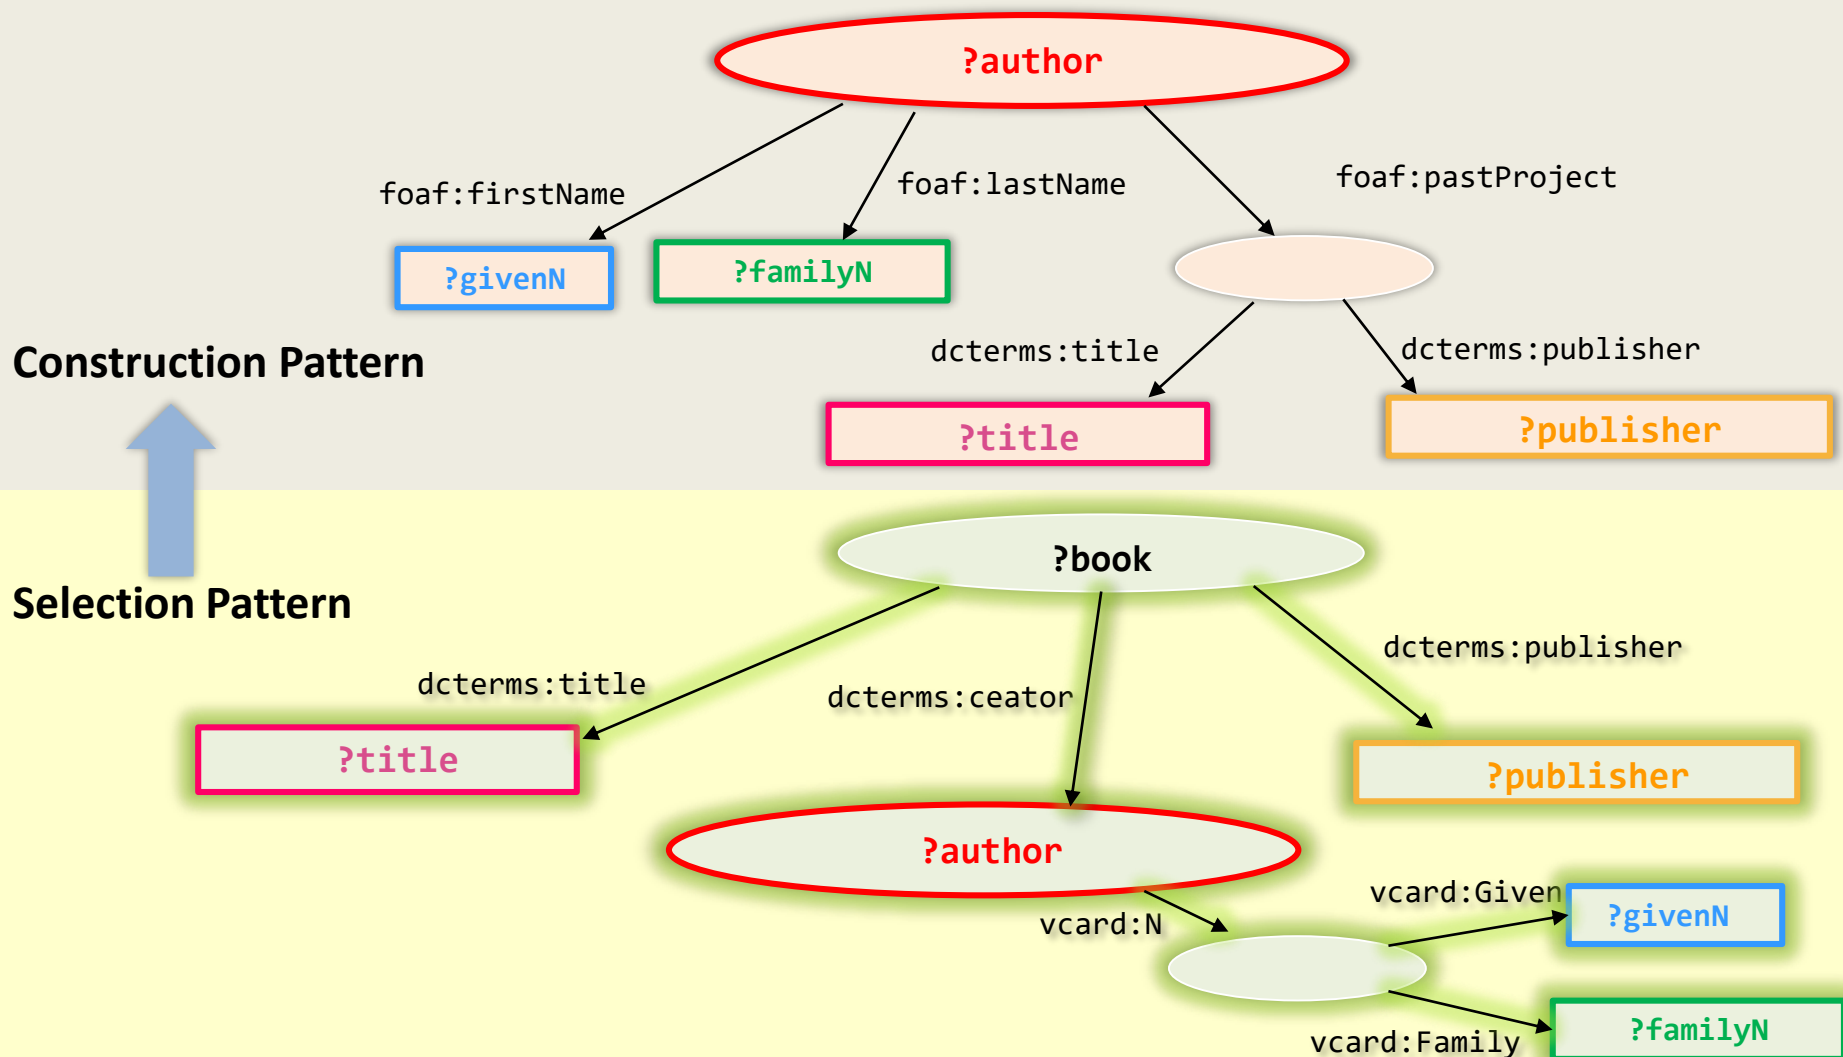 ?author
foaf:firstName
foaf:lastName
foaf:pastProject
?givenN
?familyN
dcterms:title
dcterms:publisher
Construction Pattern
?title
?publisher
?book
Selection Pattern
dcterms:title
dcterms:ceator
dcterms:publisher
?title
?publisher
?author
vcard:N
vcard:Given
?givenN
?familyN
vcard:Family